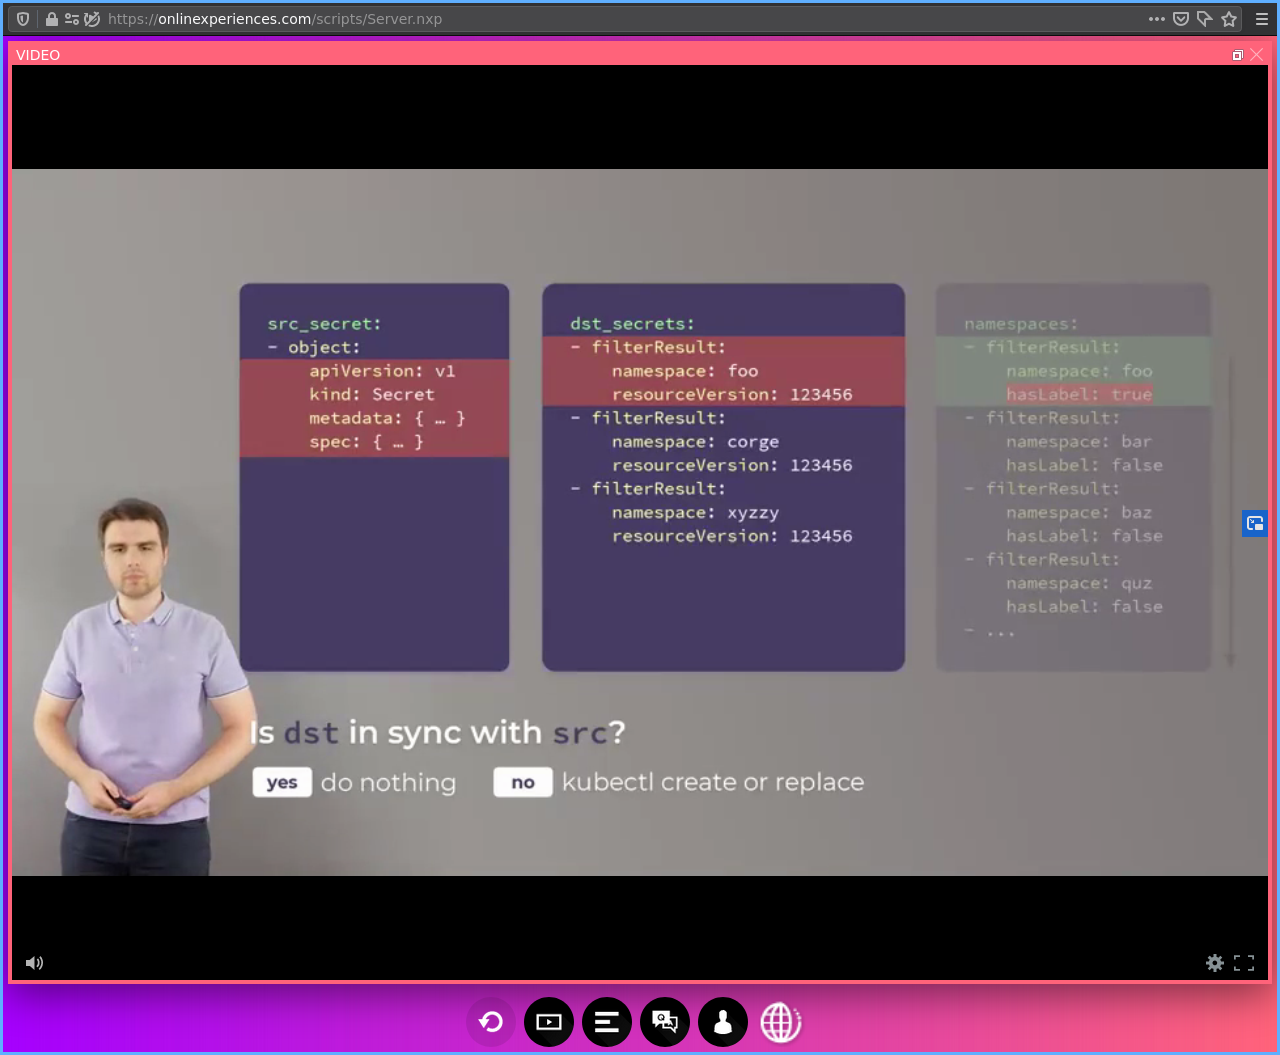 https://onlinexperiences.com/scripts/Server.nxp
VIDEO
src_secret:
- object:
apiVersion: v1
kind: Secret
metadata: { … }
spec: { … }
dst_secrets:
- filterResult:
namespace: foo
resourceVersion: 123456
- filterResult:
namespace: corge
resourceVersion: 123456
- filterResult:
namespace: xyzzy
resourceVersion: 123456
namespaces:
- filterResult:
namespace: foo
hasLabel: true
- filterResult:
namespace: bar
hasLabel: false
- filterResult:
namespace: baz
hasLabel: false
- filterResult:
namespace: quz
hasLabel: false
- ...
Is dst in sync with src?
yes do nothing no kubectl create or replace